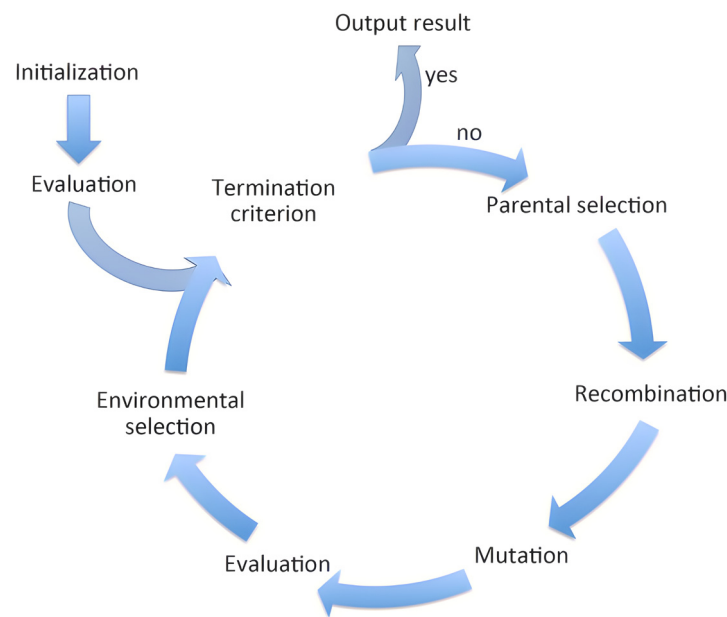 Output result
Initialization
yes
no
Evaluation
Termination
criterion
Parental selection
Recombination
Environmental
selection
Mutation
Evaluation